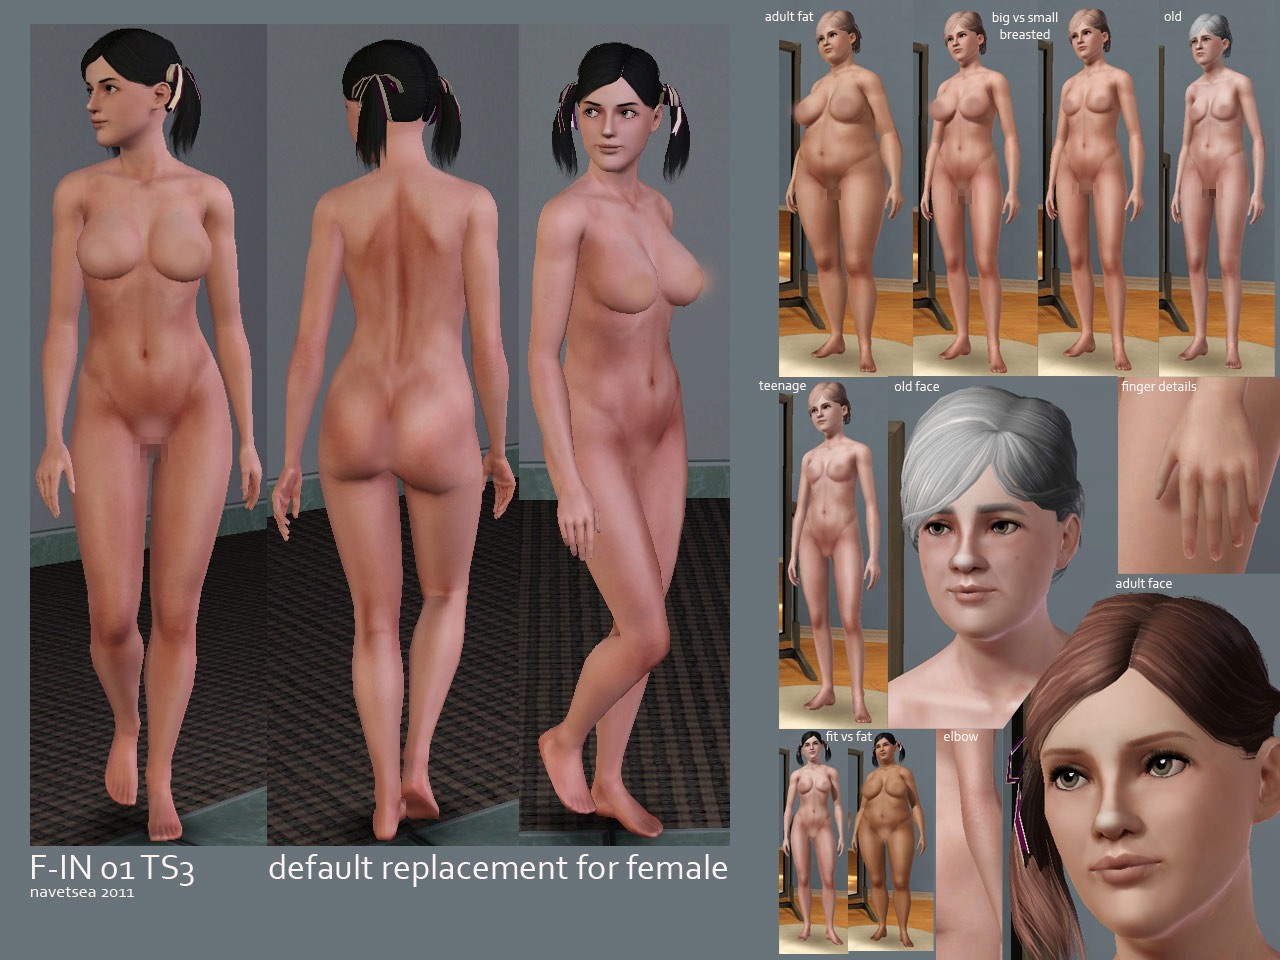 adult fat
big vs small
breasted
old
teenage
old face
finger details
adult face
fit vs fat
elbow
F-IN 01 TS3
default replacement for female
navetsea 2011